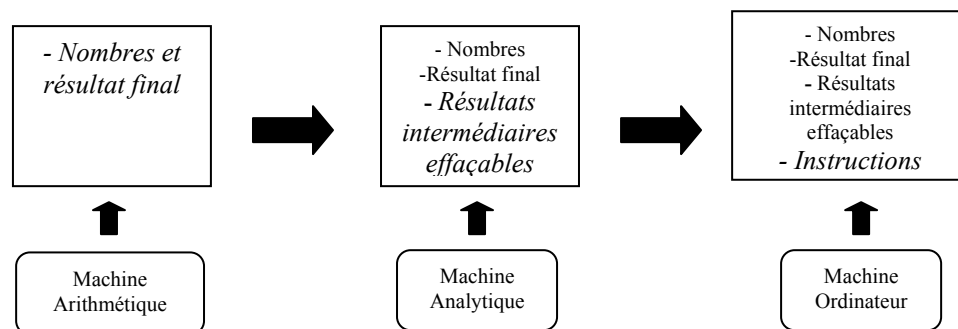 - Nombres et
résultat final
- Nombres
-Résultat final
- Résultats
intermédiaires
effaçables
- Nombres
-Résultat final
- Résultats
intermédiaires
effaçables
- Instructions
Machine
Arithmétique
Machine
Analytique
Machine
Ordinateur